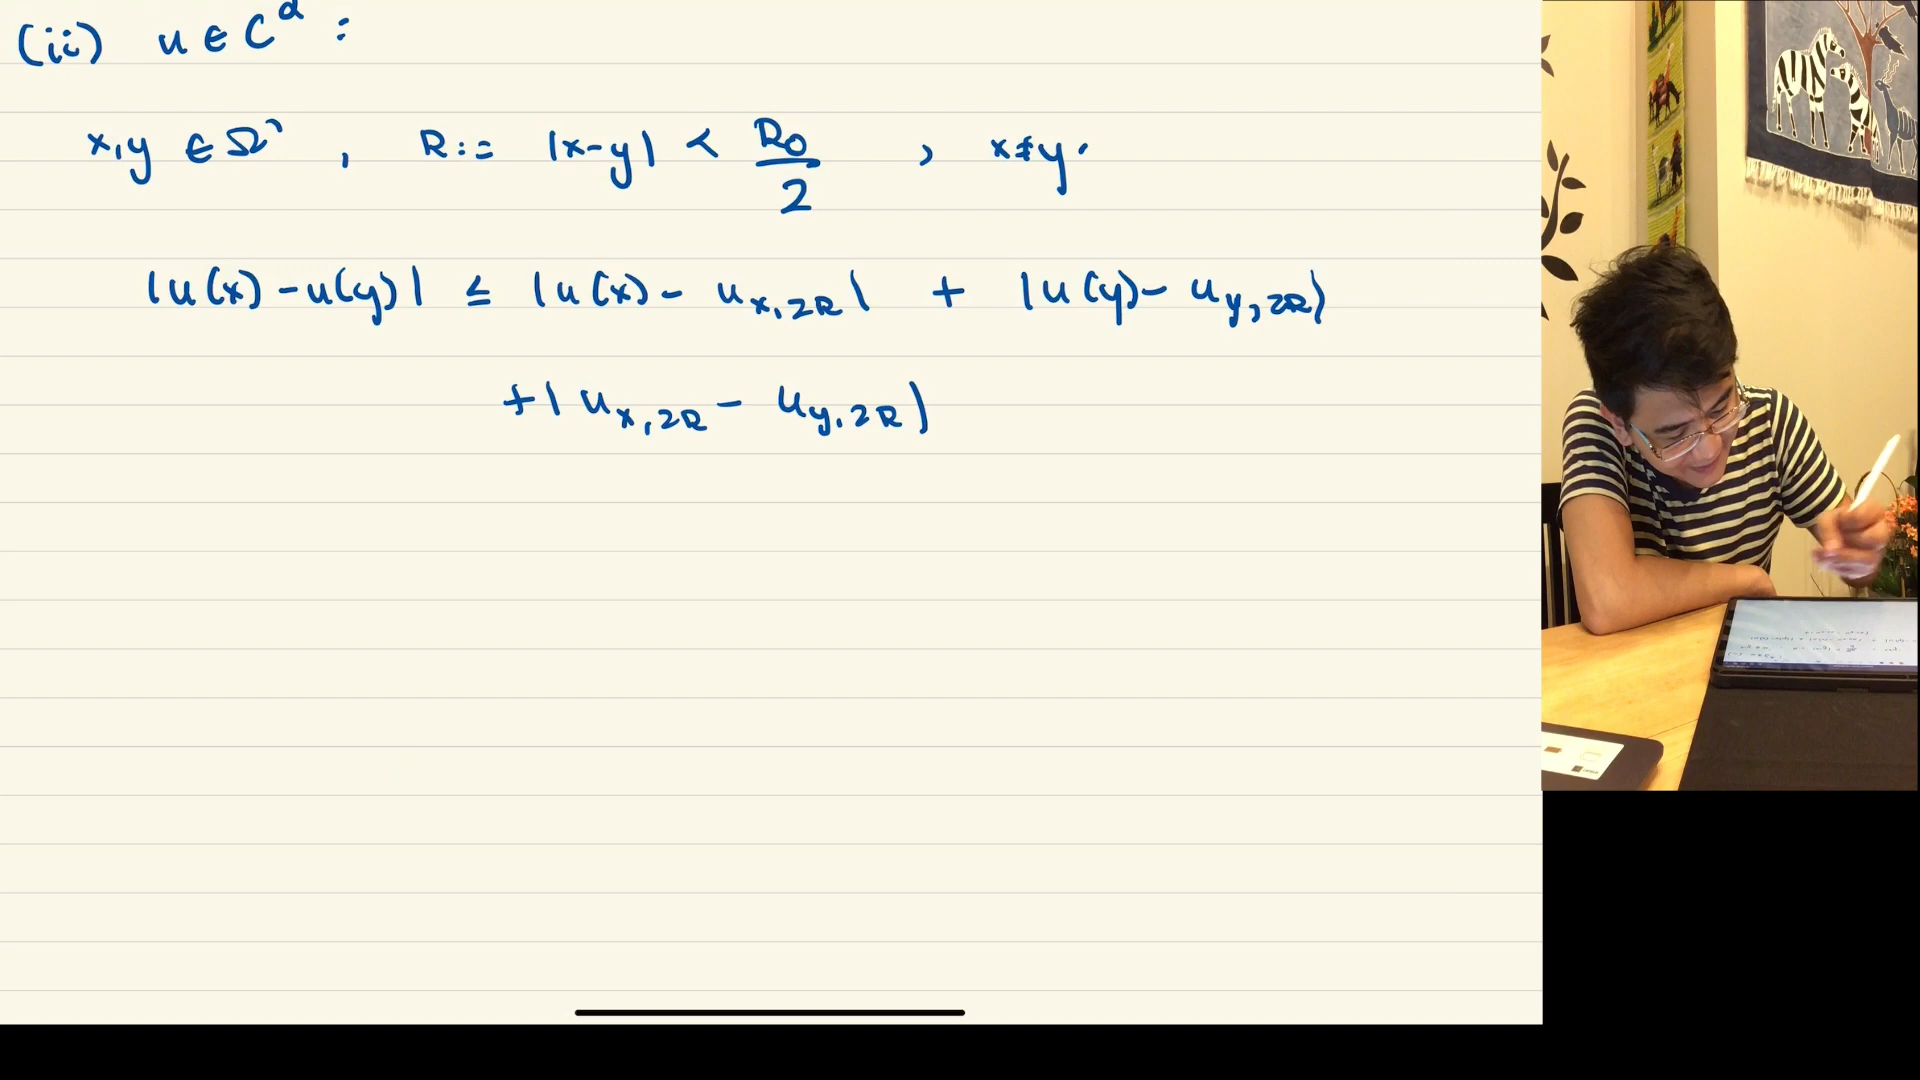 (ii) u ∈ C^α :
x,y ∈ Ω' , R := |x-y| < R₀/2 , x≠y.
|u(x) - u(y)| ≤ |u(x) - u_{x,2R}| + |u(y) - u_{y,2R}|
+ |u_{x,2R} - u_{y,2R}|